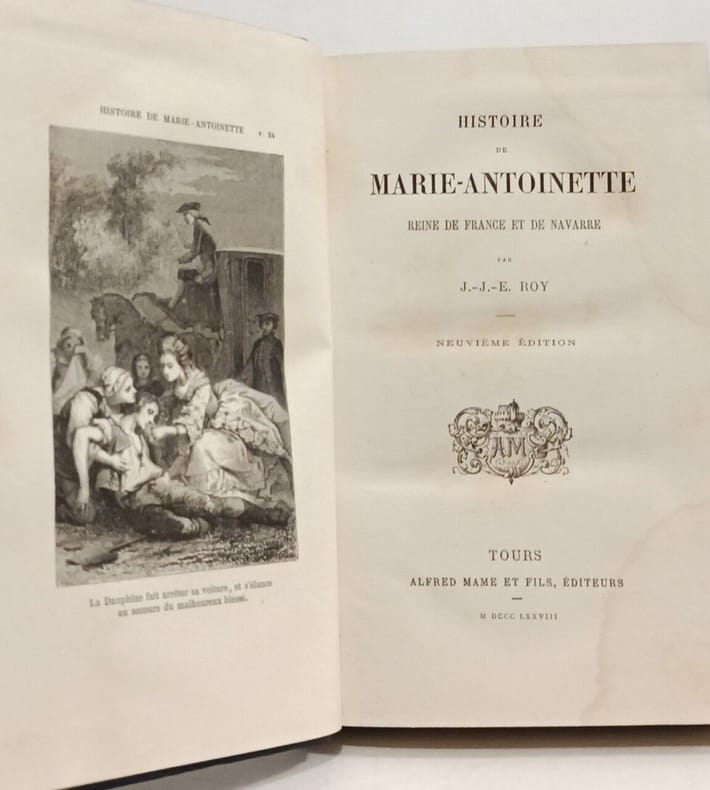 HISTOIRE DE MARIE-ANTOINETTE P. 24
La Dauphine fait arrêter sa voiture, et s'élance
au secours du malheureux blessé.
HISTOIRE
DE
MARIE-ANTOINETTE
REINE DE FRANCE ET DE NAVARRE
PAR
J.-J.-E. ROY
NEUVIÈME ÉDITION
AM
TOURS
ALFRED MAME ET FILS, ÉDITEURS
M DCCC LXXVIII